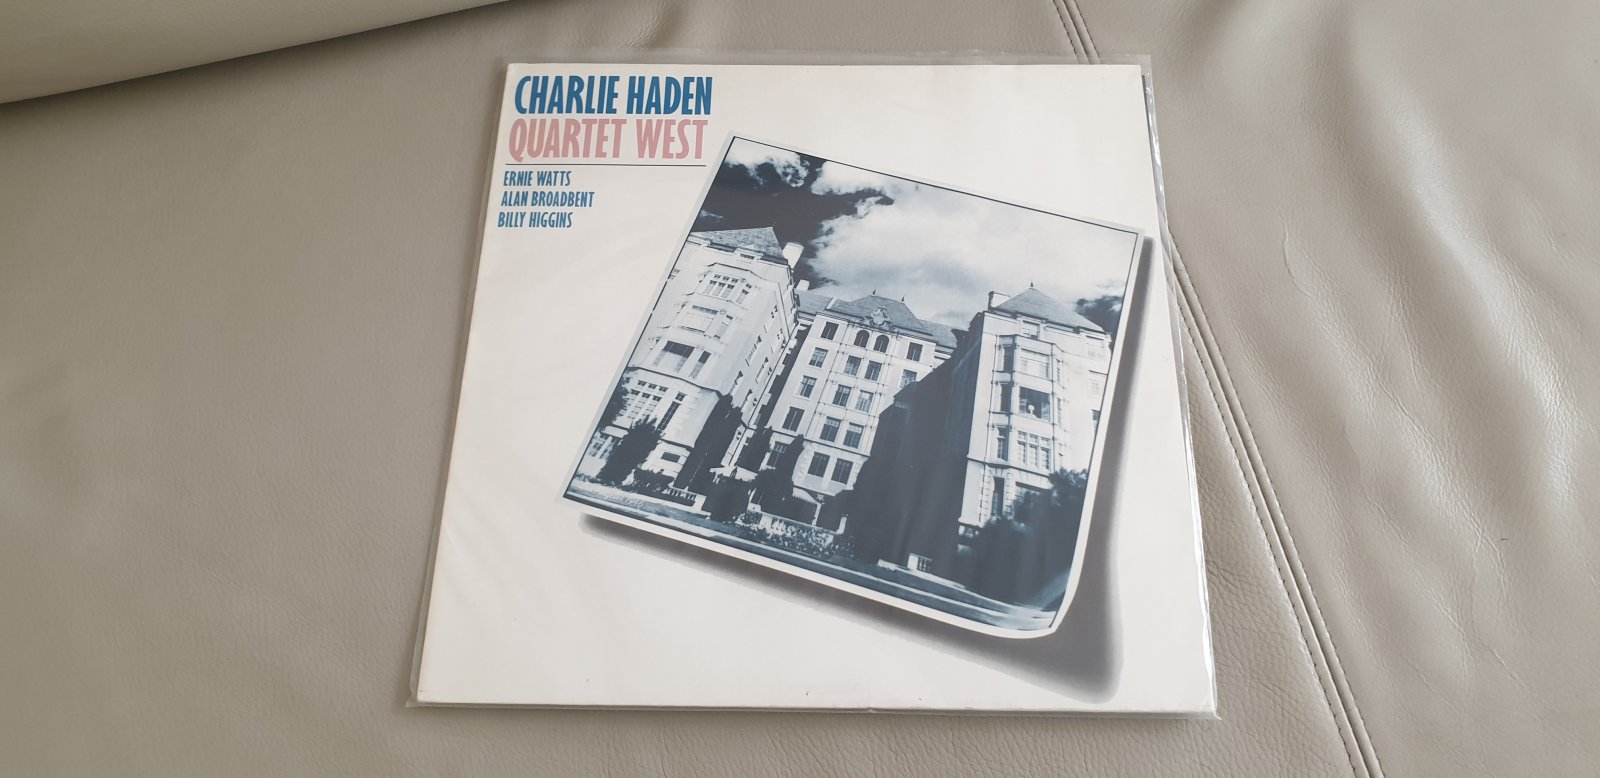 CHARLIE HADEN
QUARTET WEST
ERNIE WATTS
ALAN BROADBENT
BILLY HIGGINS